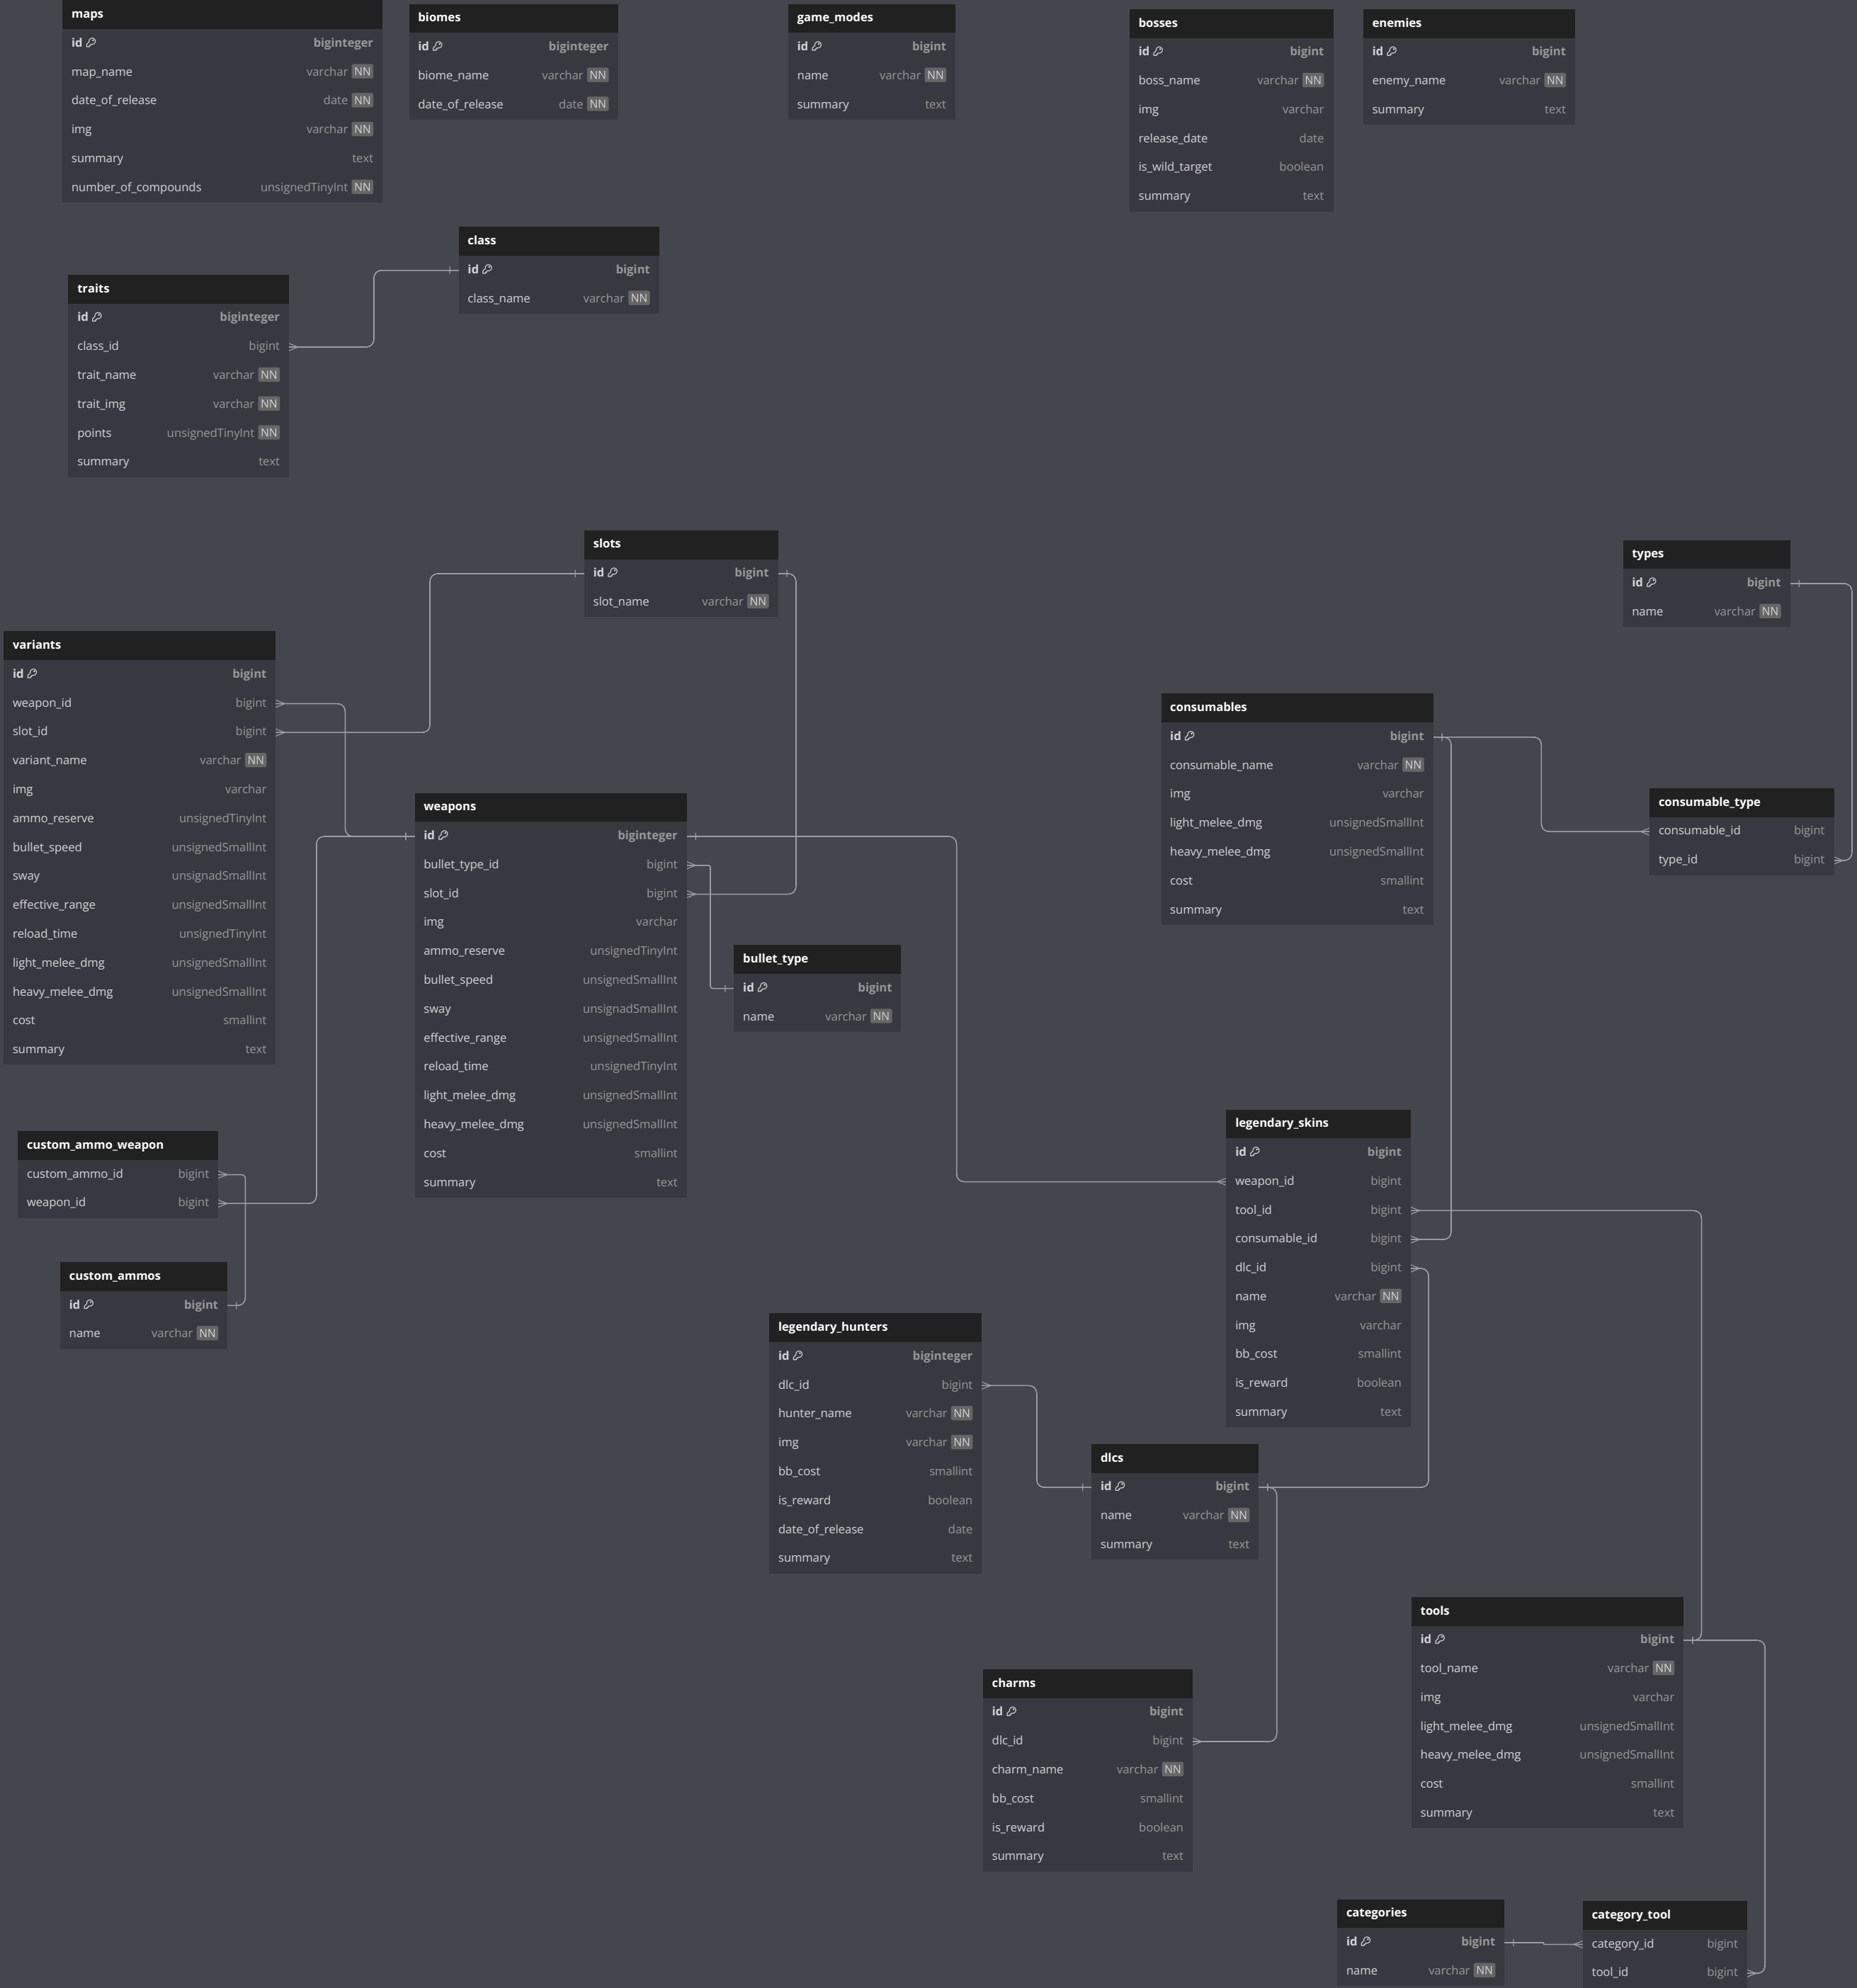 maps
id biginteger
map_name varchar NN
date_of_release date NN
img varchar NN
summary text
number_of_compounds unsignedTinyInt NN
biomes
id biginteger
biome_name varchar NN
date_of_release date NN
game_modes
id bigint
name varchar NN
summary text
bosses
id bigint
boss_name varchar NN
img varchar
release_date date
is_wild_target boolean
summary text
enemies
id bigint
enemy_name varchar NN
summary text
class
id bigint
class_name varchar NN
traits
id biginteger
class_id bigint
trait_name varchar NN
trait_img varchar NN
points unsignedTinyInt NN
summary text
slots
id bigint
slot_name varchar NN
types
id bigint
name varchar NN
variants
id bigint
weapon_id bigint
slot_id bigint
variant_name varchar NN
img varchar
ammo_reserve unsignedTinyInt
bullet_speed unsignedSmallInt
sway unsignadSmallInt
effective_range unsignedSmallInt
reload_time unsignedTinyInt
light_melee_dmg unsignedSmallInt
heavy_melee_dmg unsignedSmallInt
cost smallint
summary text
consumables
id bigint
consumable_name varchar NN
img varchar
light_melee_dmg unsignedSmallInt
heavy_melee_dmg unsignedSmallInt
cost smallint
summary text
consumable_type
consumable_id bigint
type_id bigint
weapons
id biginteger
bullet_type_id bigint
slot_id bigint
img varchar
ammo_reserve unsignedTinyInt
bullet_speed unsignedSmallInt
sway unsignadSmallInt
effective_range unsignedSmallInt
reload_time unsignedTinyInt
light_melee_dmg unsignedSmallInt
heavy_melee_dmg unsignedSmallInt
cost smallint
summary text
bullet_type
id bigint
name varchar NN
custom_ammo_weapon
custom_ammo_id bigint
weapon_id bigint
custom_ammos
id bigint
name varchar NN
legendary_skins
id bigint
weapon_id bigint
tool_id bigint
consumable_id bigint
dlc_id bigint
name varchar NN
img varchar
bb_cost smallint
is_reward boolean
summary text
legendary_hunters
id biginteger
dlc_id bigint
hunter_name varchar NN
img varchar NN
bb_cost smallint
is_reward boolean
date_of_release date
summary text
dlcs
id bigint
name varchar NN
summary text
tools
id bigint
tool_name varchar NN
img varchar
light_melee_dmg unsignedSmallInt
heavy_melee_dmg unsignedSmallInt
cost smallint
summary text
charms
id bigint
dlc_id bigint
charm_name varchar NN
bb_cost smallint
is_reward boolean
summary text
categories
id bigint
name varchar NN
category_tool
category_id bigint
tool_id bigint